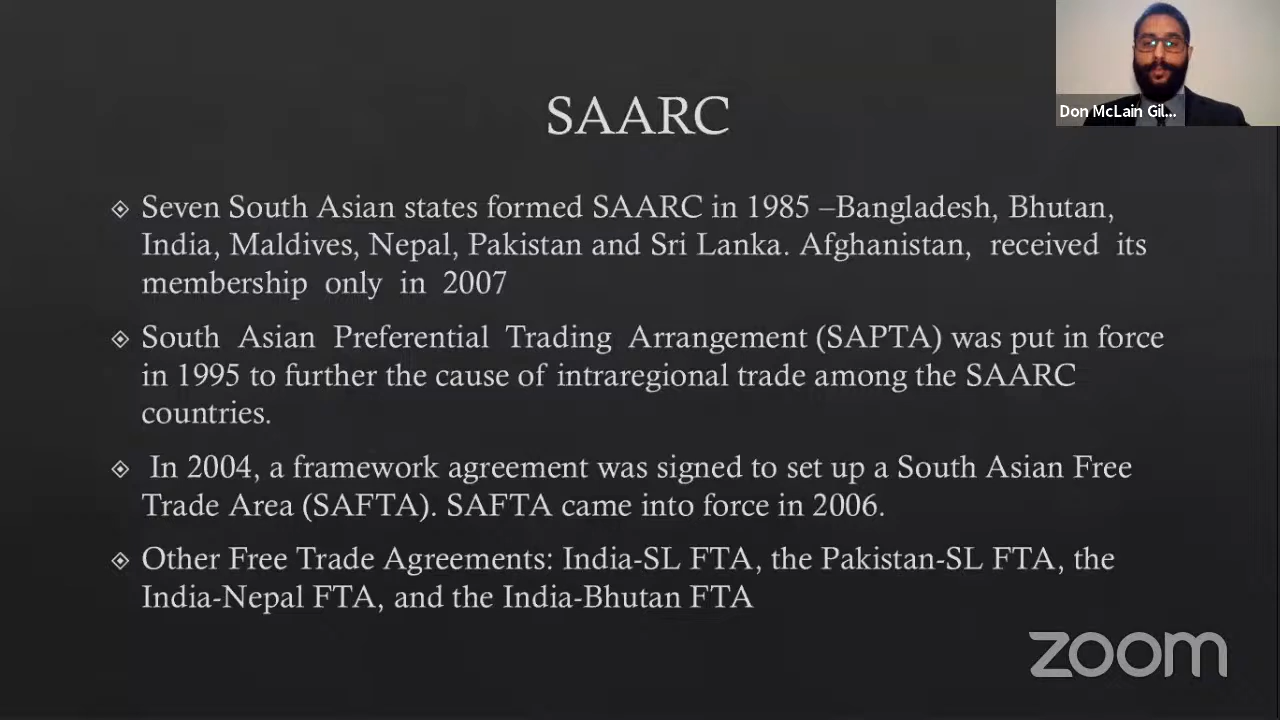 Don McLain Gil...
SAARC
Seven South Asian states formed SAARC in 1985 –Bangladesh, Bhutan,
India, Maldives, Nepal, Pakistan and Sri Lanka. Afghanistan, received its
membership only in 2007
South Asian Preferential Trading Arrangement (SAPTA) was put in force
in 1995 to further the cause of intraregional trade among the SAARC
countries.
In 2004, a framework agreement was signed to set up a South Asian Free
Trade Area (SAFTA). SAFTA came into force in 2006.
Other Free Trade Agreements: India-SL FTA, the Pakistan-SL FTA, the
India-Nepal FTA, and the India-Bhutan FTA
zoom